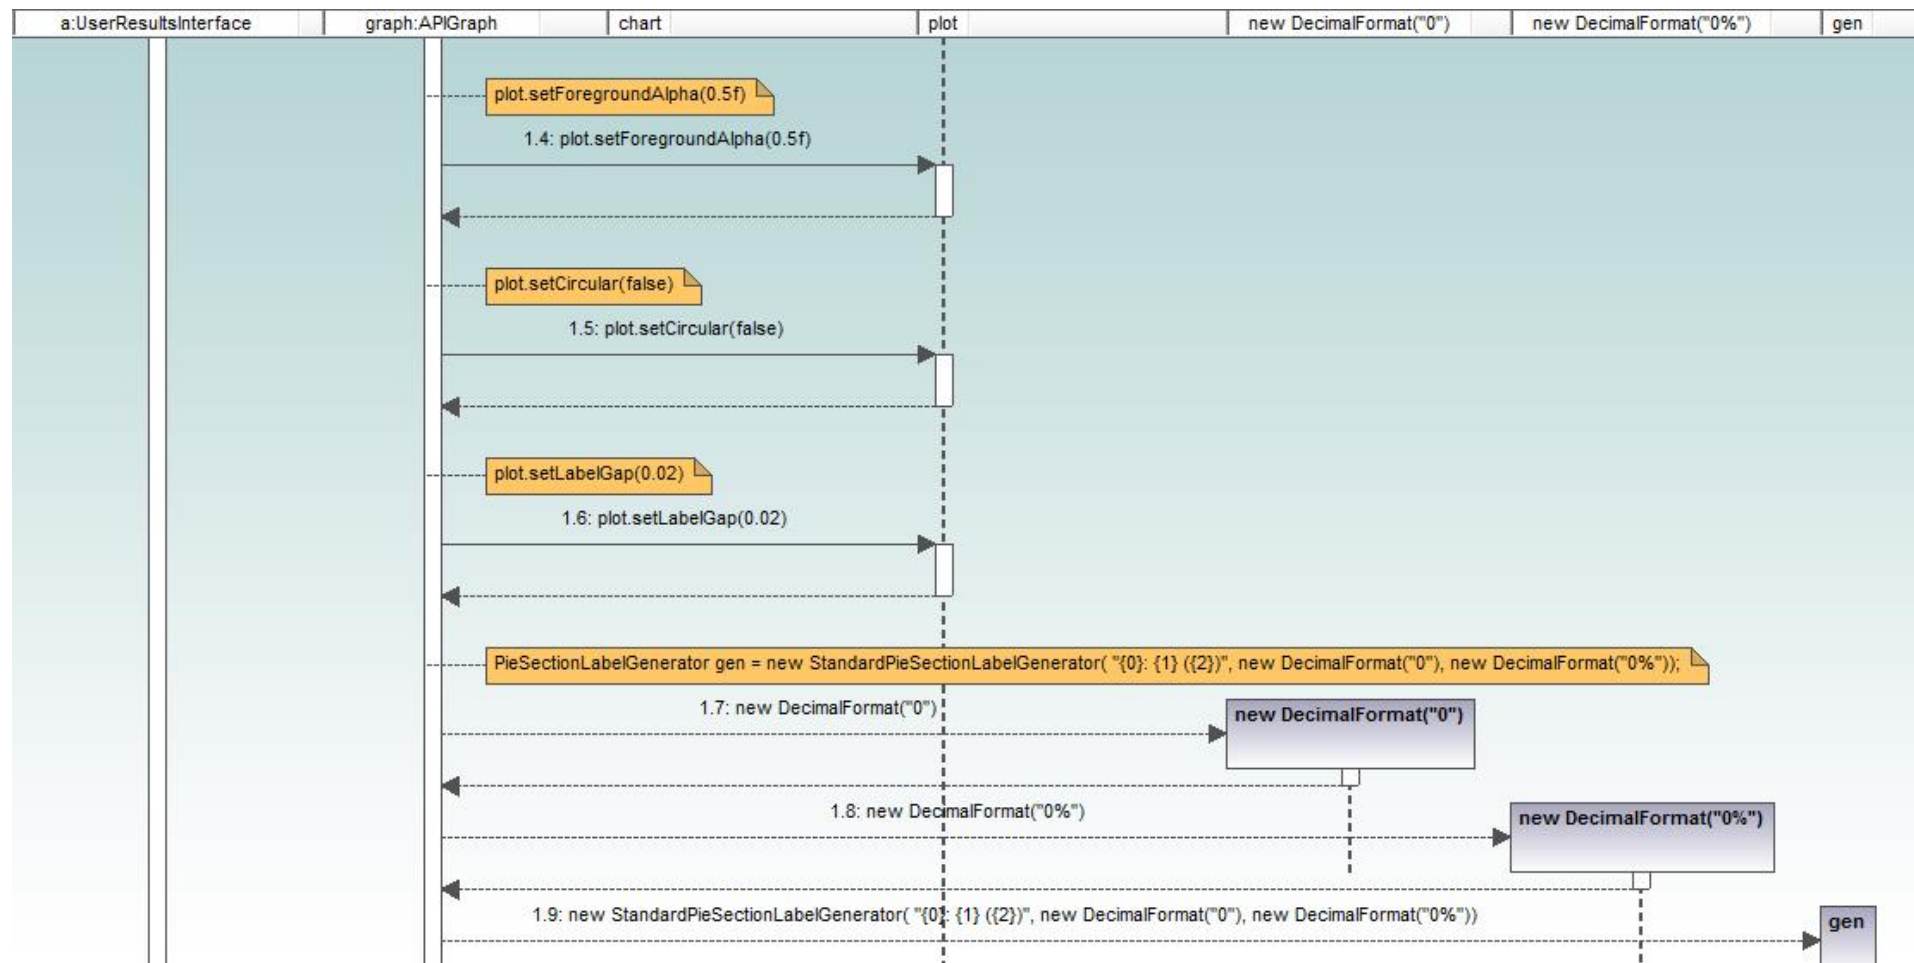 a:UserResultsInterface
graph:APIGraph
chart
plot
new DecimalFormat("0")
new DecimalFormat("0%")
gen
plot.setForegroundAlpha(0.5f)
1.4: plot.setForegroundAlpha(0.5f)
plot.setCircular(false)
1.5: plot.setCircular(false)
plot.setLabelGap(0.02)
1.6: plot.setLabelGap(0.02)
PieSectionLabelGenerator gen = new StandardPieSectionLabelGenerator( "{0}: {1} ({2})", new DecimalFormat("0"), new DecimalFormat("0%"));
1.7: new DecimalFormat("0")
new DecimalFormat("0")
1.8: new DecimalFormat("0%")
new DecimalFormat("0%")
1.9: new StandardPieSectionLabelGenerator( "{0}: {1} ({2})", new DecimalFormat("0"), new DecimalFormat("0%"))
gen